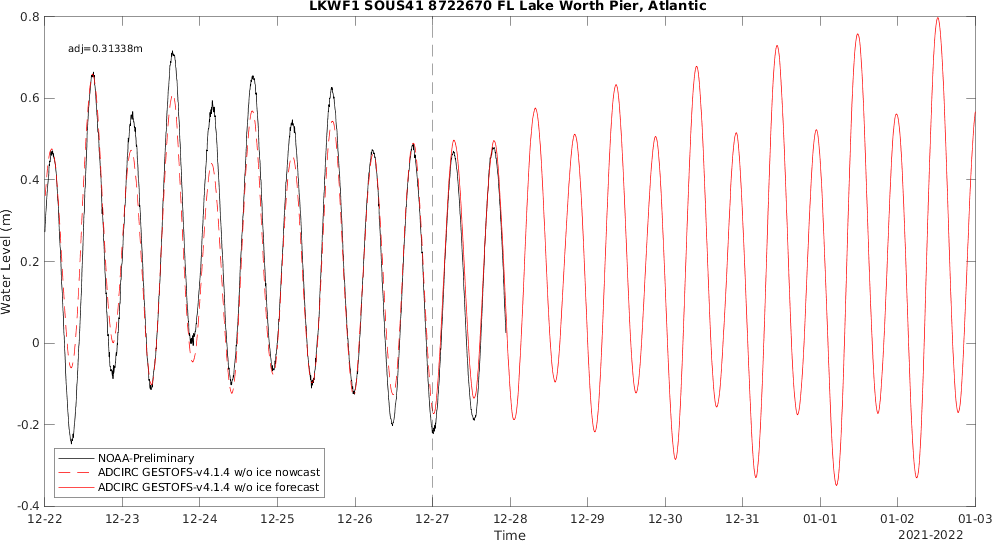 LKWF1 SOUS41 8722670 FL Lake Worth Pier, Atlantic
adj=0.31338m
0.8
0.6
0.4
0.2
0
-0.2
-0.4
Water Level (m)
NOAA-Preliminary
ADCIRC GESTOFS-v4.1.4 w/o ice nowcast
ADCIRC GESTOFS-v4.1.4 w/o ice forecast
12-22 12-23 12-24 12-25 12-26 12-27 12-28 12-29 12-30 12-31 01-01 01-02 01-03
Time
2021-2022